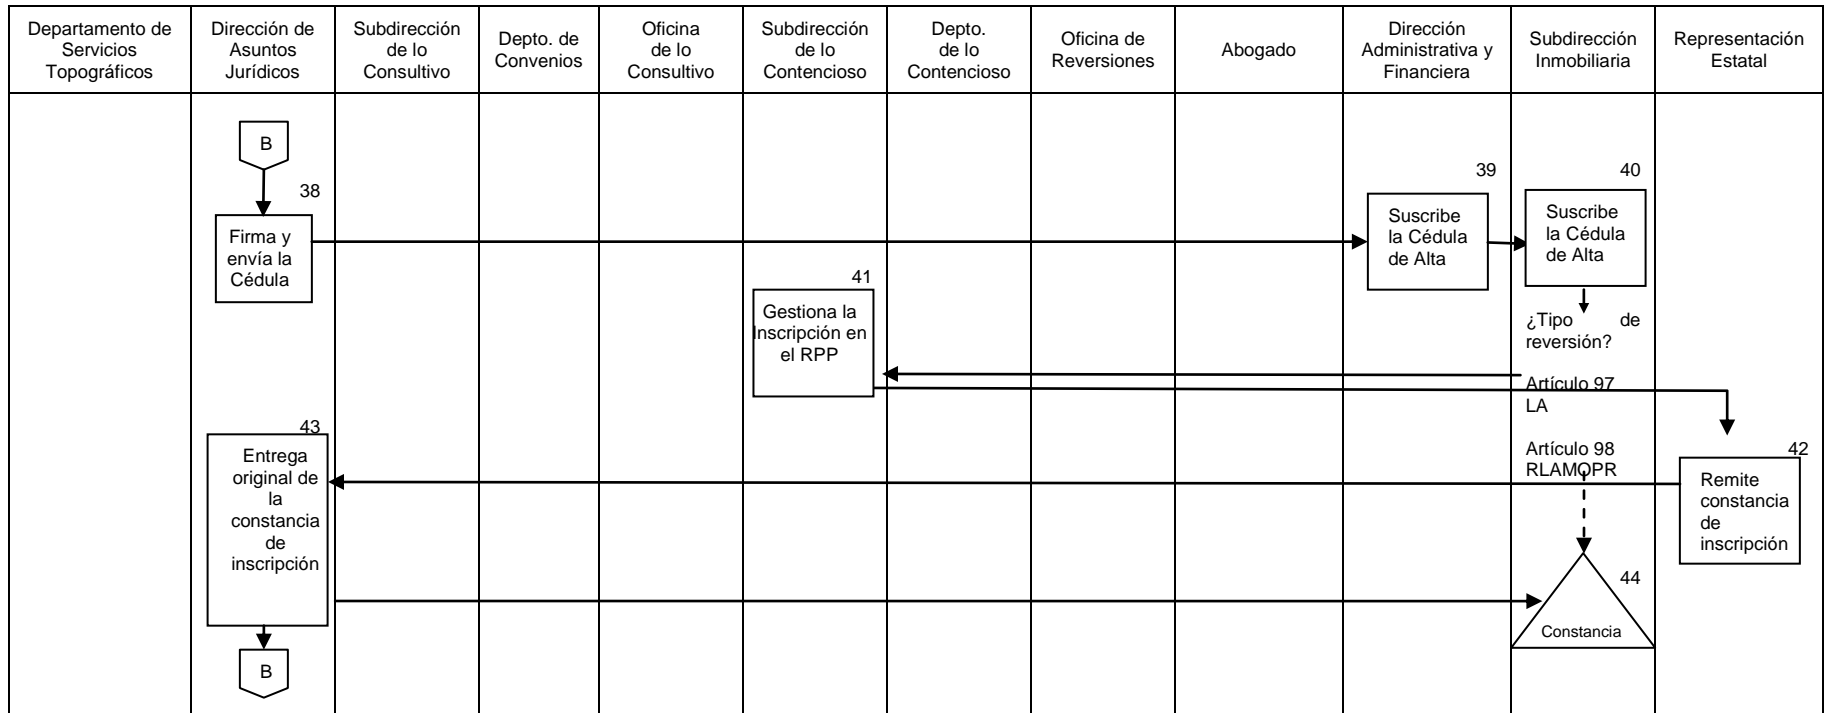 Departamento de
Servicios
Topográficos
Dirección de
Asuntos
Jurídicos
Subdirección
de lo
Consultivo
Depto. de
Convenios
Oficina
de lo
Consultivo
Subdirección
de lo
Contencioso
Depto.
de lo
Contencioso
Oficina de
Reversiones
Abogado
Dirección
Administrativa y
Financiera
Subdirección
Inmobiliaria
Representación
Estatal
B
38
Firma y
envía la
Cédula
39
Suscribe
la Cédula
de Alta
40
Suscribe
la Cédula
de Alta
¿Tipo de
reversión?
41
Gestiona la
Inscripción en
el RPP
Artículo 97
LA
Artículo 98
RLAMOPR
42
Remite
constancia
de
inscripción
43
Entrega
original de
la
constancia
de
inscripción
44
Constancia
B